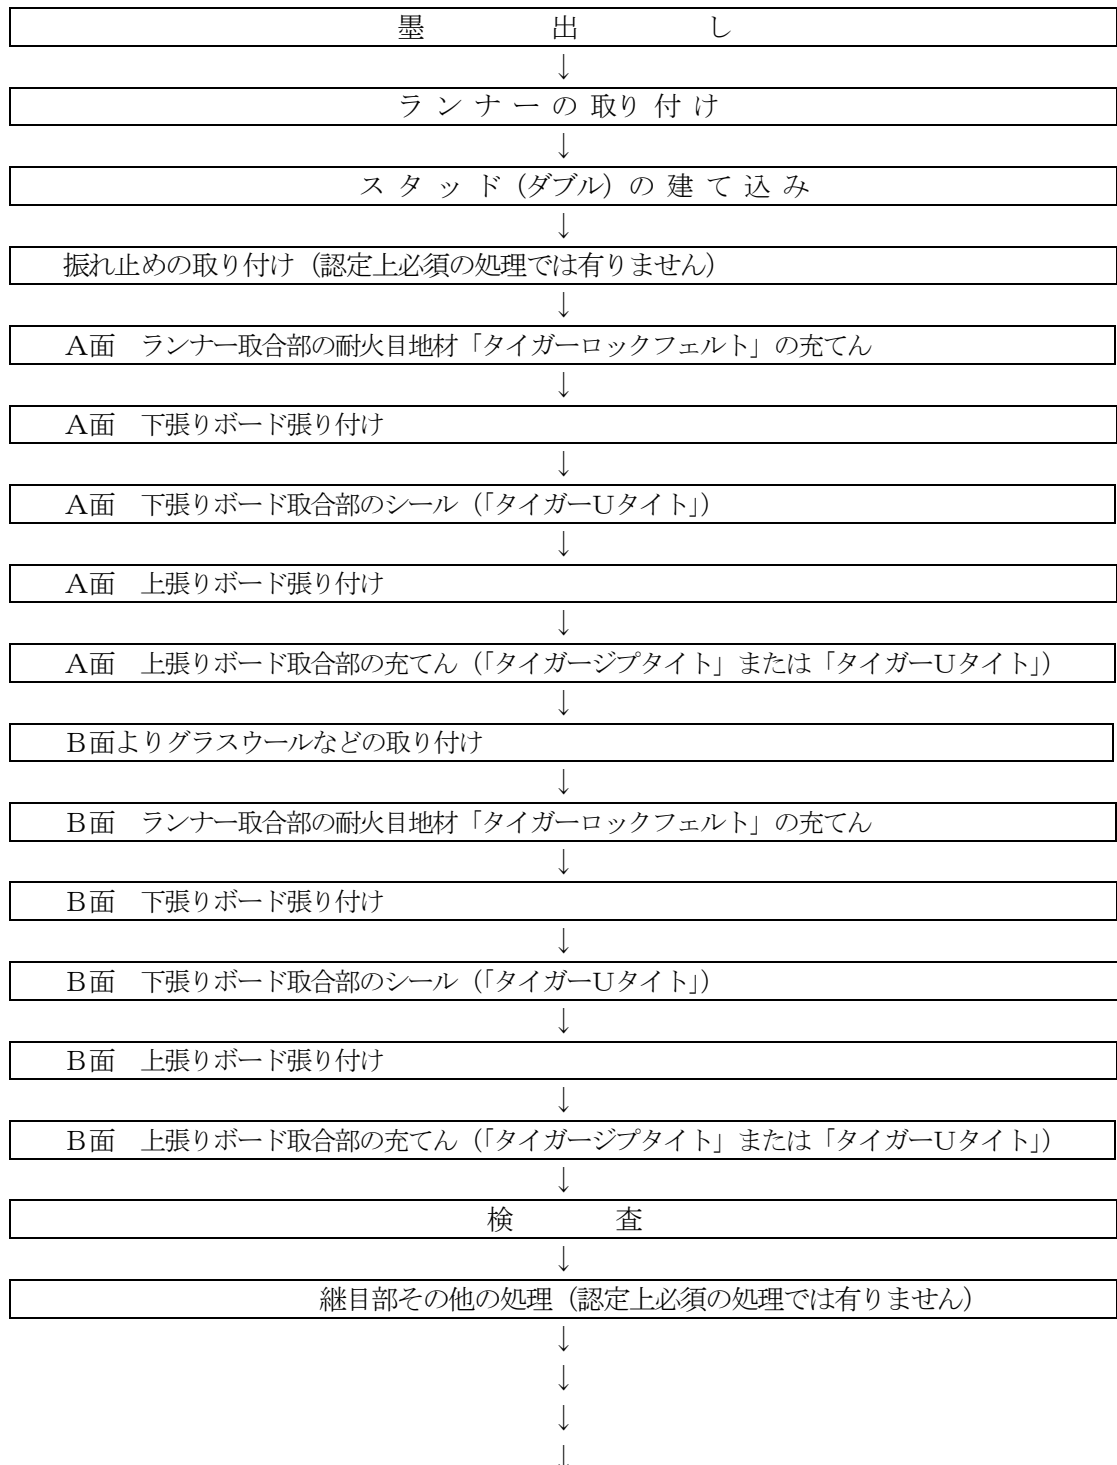 墨　出　し
↓
ランナーの取り付け
↓
スタッド（ダブル）の建て込み
↓
振れ止めの取り付け（認定上必須の処理では有りません）
↓
Ａ面　ランナー取合部の耐火目地材「タイガーロックフェルト」の充てん
↓
Ａ面　下張りボード張り付け
↓
Ａ面　下張りボード取合部のシール（「タイガーＵタイト」）
↓
Ａ面　上張りボード張り付け
↓
Ａ面　上張りボード取合部の充てん（「タイガージプタイト」または「タイガーＵタイト」）
↓
Ｂ面よりグラスウールなどの取り付け
↓
Ｂ面　ランナー取合部の耐火目地材「タイガーロックフェルト」の充てん
↓
Ｂ面　下張りボード張り付け
↓
Ｂ面　下張りボード取合部のシール（「タイガーＵタイト」）
↓
Ｂ面　上張りボード張り付け
↓
Ｂ面　上張りボード取合部の充てん（「タイガージプタイト」または「タイガーＵタイト」）
↓
検　査
↓
継目部その他の処理（認定上必須の処理では有りません）
↓
↓
↓
↓